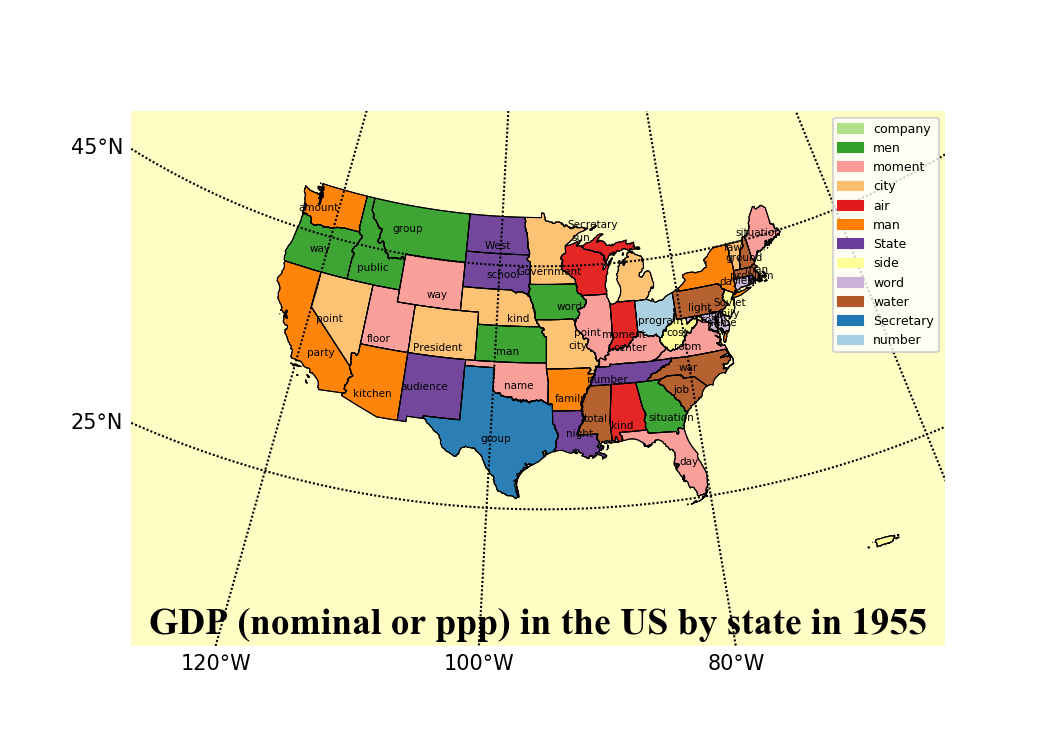 45°N
25°N
120°W
100°W
80°W
company
men
moment
city
air
man
State
side
word
water
Secretary
number
amount
way
group
public
West
school
Secretary
sun
Government
way
point
floor
party
kitchen
President
audience
kind
man
name
group
word
city
family
night
total
kind
number
point
moment
center
program
cost
room
war
job
situation
day
light
law
ground
situation
man
problem
day
Soviet
GDP (nominal or ppp) in the US by state in 1955